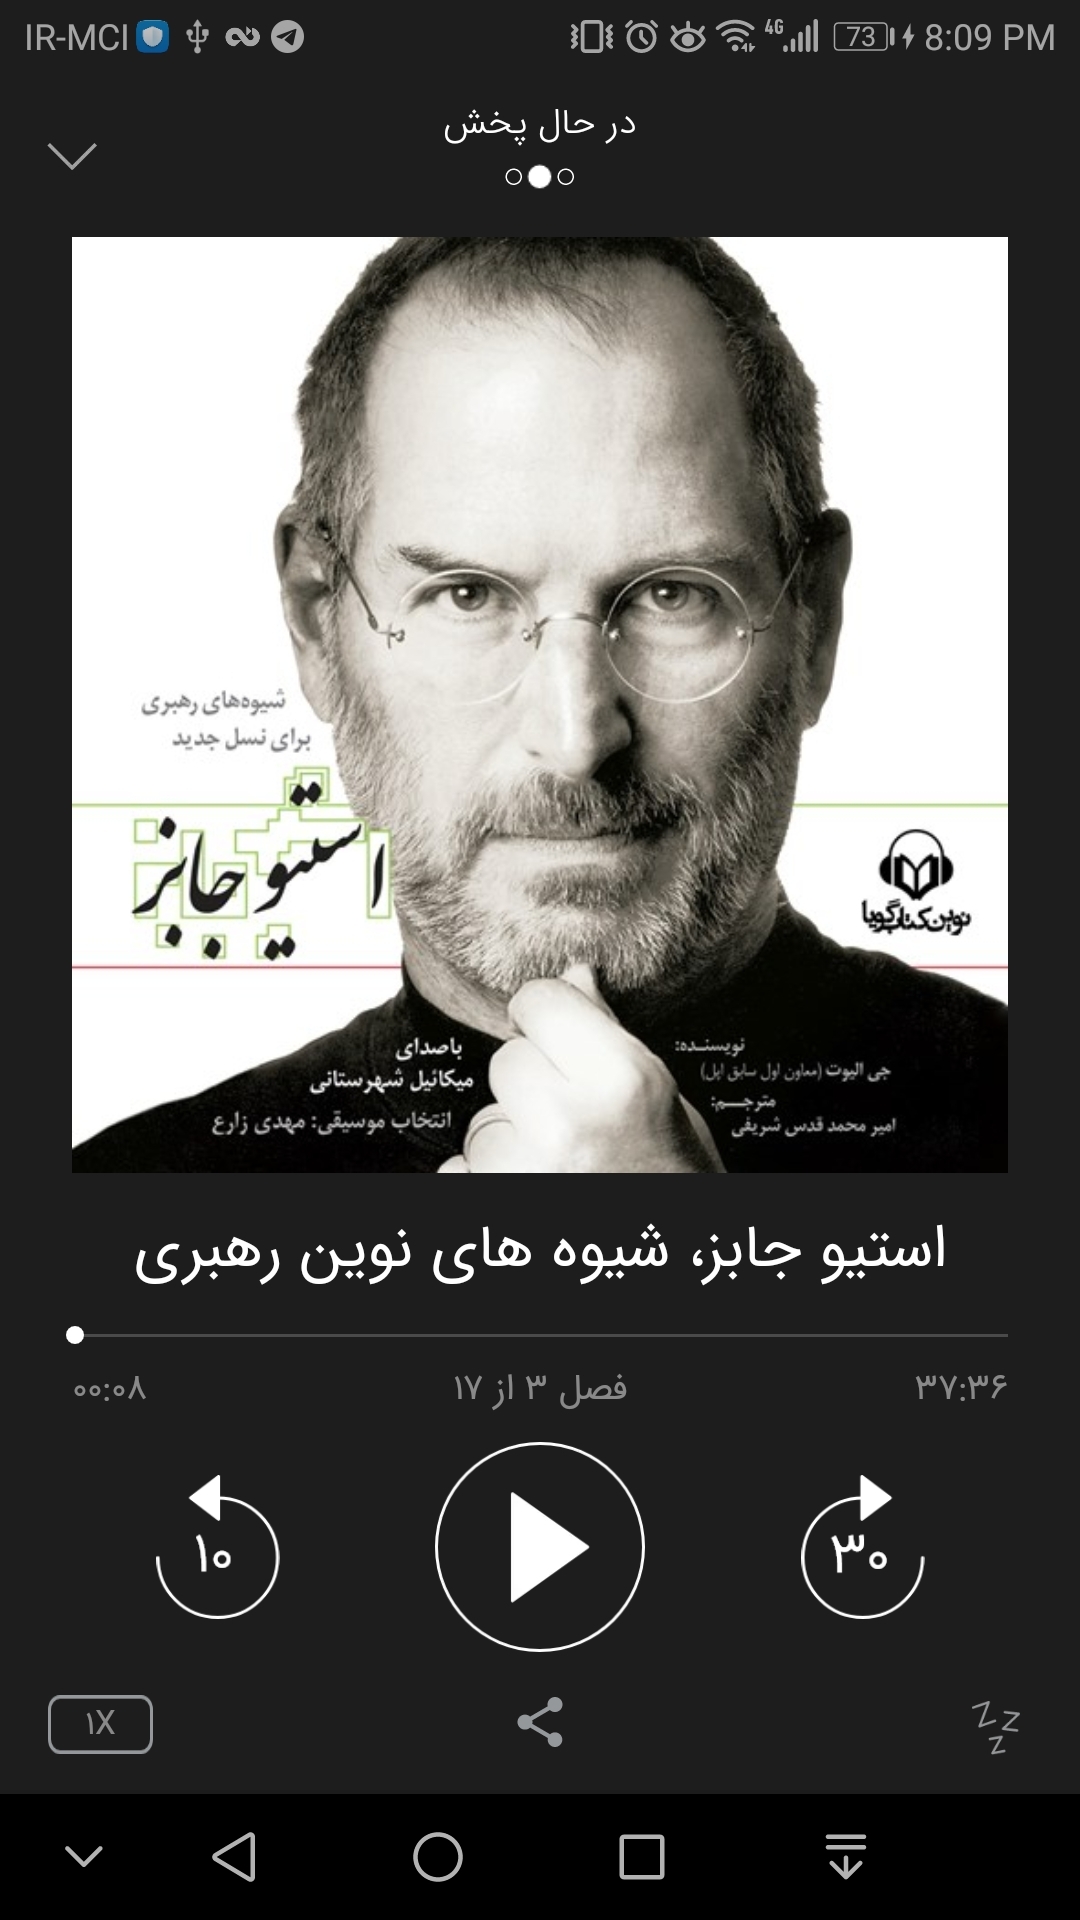 IR-MCI 4G 73 8:09 PM
در حال پخش
شیوه‌های رهبری
برای نسل جدید
استیو جابز
نوین کتاب گویا
باصدای
میکائیل شهرستانی
انتخاب موسیقی: مهدی زارع
نویسنده:
جی الیوت (معاون اول سابق اپل)
مترجم:
امیر محمد قدس شریفی
استیو جابز، شیوه های نوین رهبری
۰۰:۰۸ فصل ۳ از ۱۷ ۳۷:۳۶
۱۰ ۳۰
۱X z z z